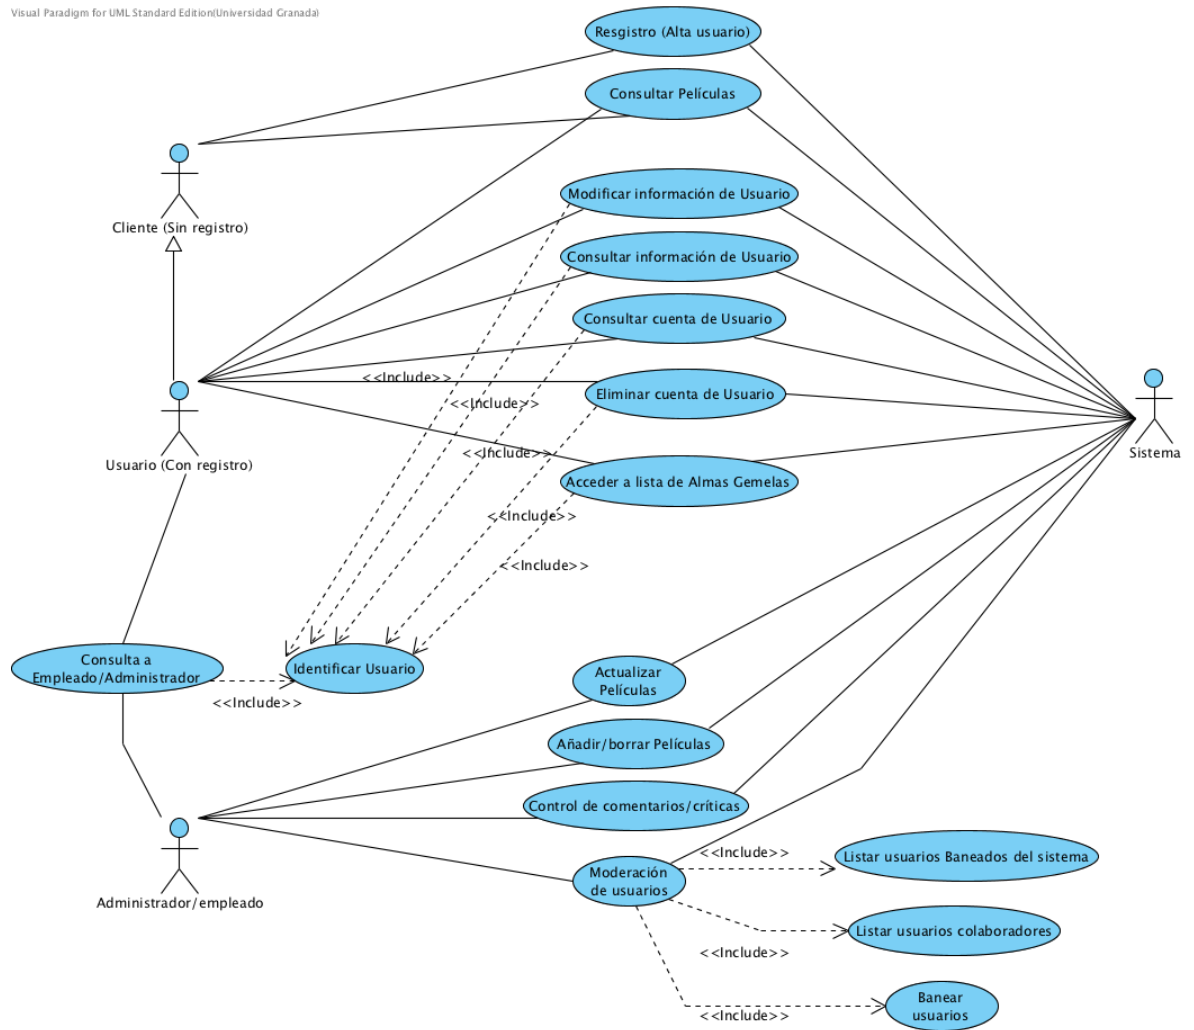 Visual Paradigm for UML Standard Edition(Universidad Granada)
Resgistro (Alta usuario)
Consultar Películas
Cliente (Sin registro)
Modificar información de Usuario
Consultar información de Usuario
Consultar cuenta de Usuario
<<Include>>
Eliminar cuenta de Usuario
<<Include>>
Usuario (Con registro)
<<Include>>
Sistema
Acceder a lista de Almas Gemelas
<<Include>>
<<Include>>
Consulta a
Empleado/Administrador
Identificar Usuario
<<Include>>
Actualizar
Películas
Añadir/borrar Películas
Control de comentarios/críticas
Administrador/empleado
Moderación
de usuarios
<<Include>>
Listar usuarios Baneados del sistema
Listar usuarios colaboradores
<<Include>>
Banear
usuarios
<<Include>>